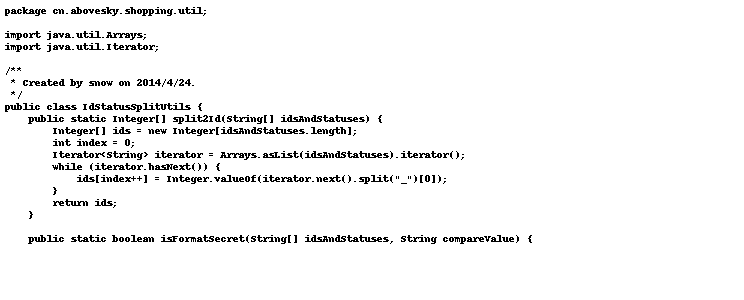 package cn.abovesky.shopping.util;

import java.util.Arrays;
import java.util.Iterator;

/**
 * Created by snow on 2014/4/24.
 */
public class IdStatusSplitUtils {
    public static Integer[] split2Id(String[] idsAndStatuses) {
        Integer[] ids = new Integer[idsAndStatuses.length];
        int index = 0;
        Iterator<String> iterator = Arrays.asList(idsAndStatuses).iterator();
        while (iterator.hasNext()) {
            ids[index++] = Integer.valueOf(iterator.next().split("_")[0]);
        }
        return ids;
    }

    public static boolean isFormatSecret(String[] idsAndStatuses, String compareValue) {